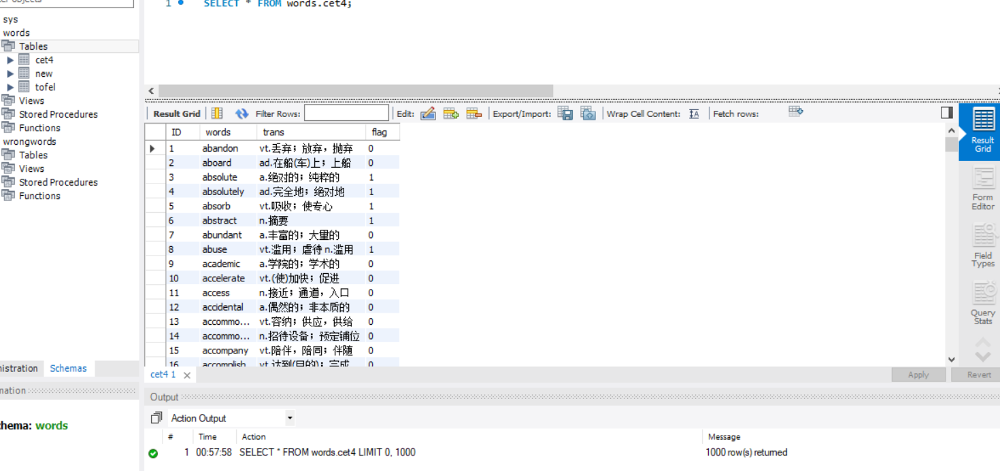 1 SELECT * FROM words.cet4;
sys
words
Tables
cet4
new
tofel
Views
Stored Procedures
Functions
wrongwords
Tables
Views
Stored Procedures
Functions
Result Grid Filter Rows: Edit: Export/Import: Wrap Cell Content: Fetch rows:
ID words trans flag
1 abandon vt.丢弃；放弃，抛弃 0
2 aboard ad.在船(车)上；上船 0
3 absolute a.绝对的；纯粹的 1
4 absolutely ad.完全地；绝对地 1
5 absorb vt.吸收；使专心 1
6 abstract n.摘要 1
7 abundant a.丰富的；大量的 0
8 abuse vt.滥用；虐待 n.滥用 1
9 academic a.学院的；学术的 0
10 accelerate vt.(使)加快；促进 0
11 access n.接近；通道，入口 0
12 accidental a.偶然的；非本质的 0
13 accommo... vt.容纳；供应，供给 0
14 accommo... n.招待设备；预定铺位 0
15 accompany vt.陪伴，陪同；伴随 0
16 accomplish vt.达到(目的)；完成 0
Result
Grid
Form
Editor
Field
Types
Query
Stats
nistration Schemas
cet4 1 Apply Revert
mation
Output
Action Output
hema: words
# Time Action Message
1 00:57:58 SELECT * FROM words.cet4 LIMIT 0, 1000 1000 row(s) returned